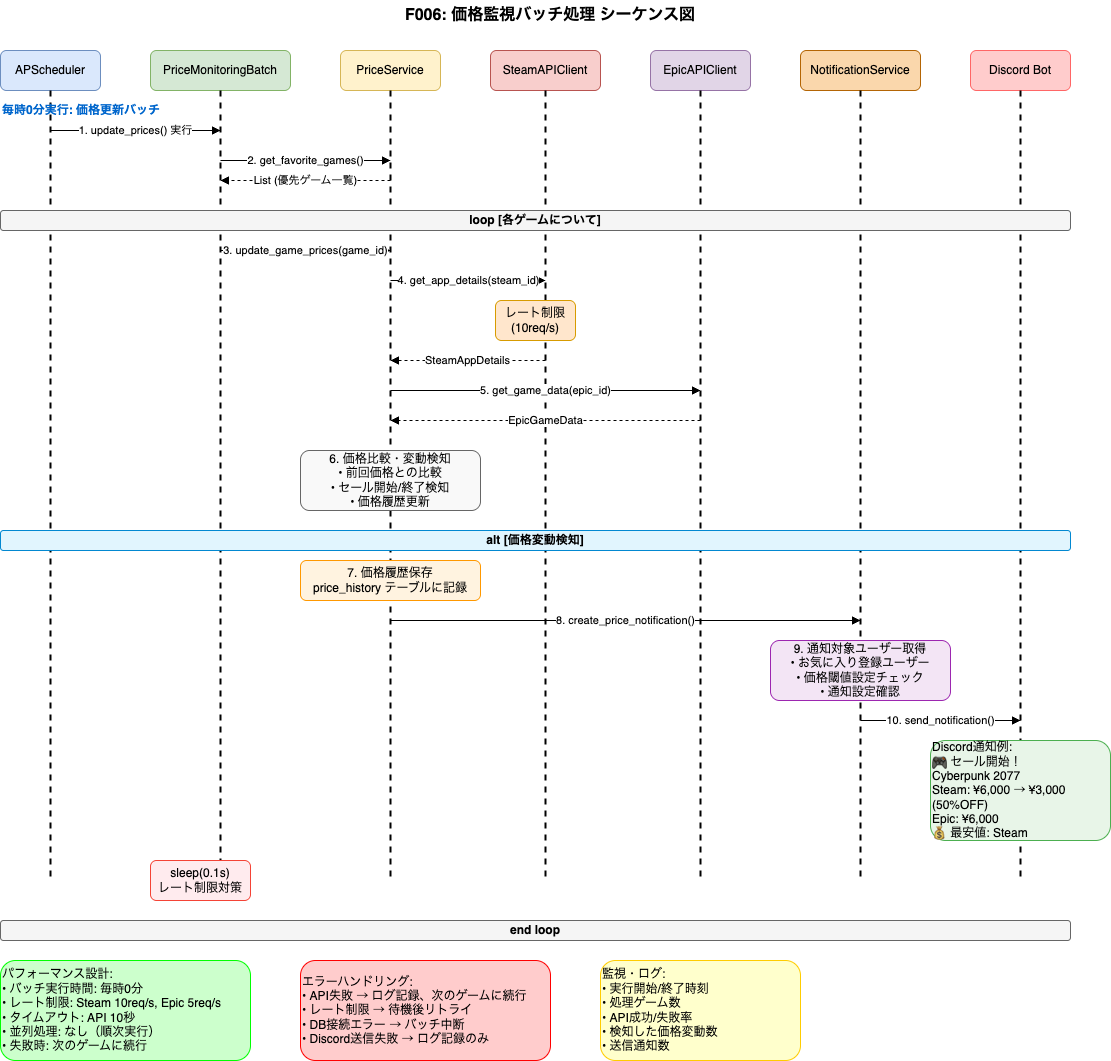 F006: 価格監視バッチ処理 シーケンス図
APScheduler
PriceMonitoringBatch
PriceService
SteamAPIClient
EpicAPIClient
NotificationService
Discord Bot
毎時0分実行: 価格更新バッチ
1. update_prices() 実行
2. get_favorite_games()
List (優先ゲーム一覧)
loop [各ゲームについて]
3. update_game_prices(game_id)
4. get_app_details(steam_id)
レート制限
(10req/s)
SteamAppDetails
5. get_game_data(epic_id)
EpicGameData
6. 価格比較・変動検知
• 前回価格との比較
• セール開始/終了検知
• 価格履歴更新
alt [価格変動検知]
7. 価格履歴保存
price_history テーブルに記録
8. create_price_notification()
9. 通知対象ユーザー取得
• お気に入り登録ユーザー
• 価格閾値設定チェック
• 通知設定確認
10. send_notification()
Discord通知例:
🎮 セール開始！
Cyberpunk 2077
Steam: ¥6,000 → ¥3,000
(50%OFF)
Epic: ¥6,000
💰 最安値: Steam
sleep(0.1s)
レート制限対策
end loop
パフォーマンス設計:
• バッチ実行時間: 毎時0分
• レート制限: Steam 10req/s, Epic 5req/s
• タイムアウト: API 10秒
• 並列処理: なし（順次実行）
• 失敗時: 次のゲームに続行
エラーハンドリング:
• API失敗 → ログ記録、次のゲームに続行
• レート制限 → 待機後リトライ
• DB接続エラー → バッチ中断
• Discord送信失敗 → ログ記録のみ
監視・ログ:
• 実行開始/終了時刻
• 処理ゲーム数
• API成功/失敗率
• 検知した価格変動数
• 送信通知数